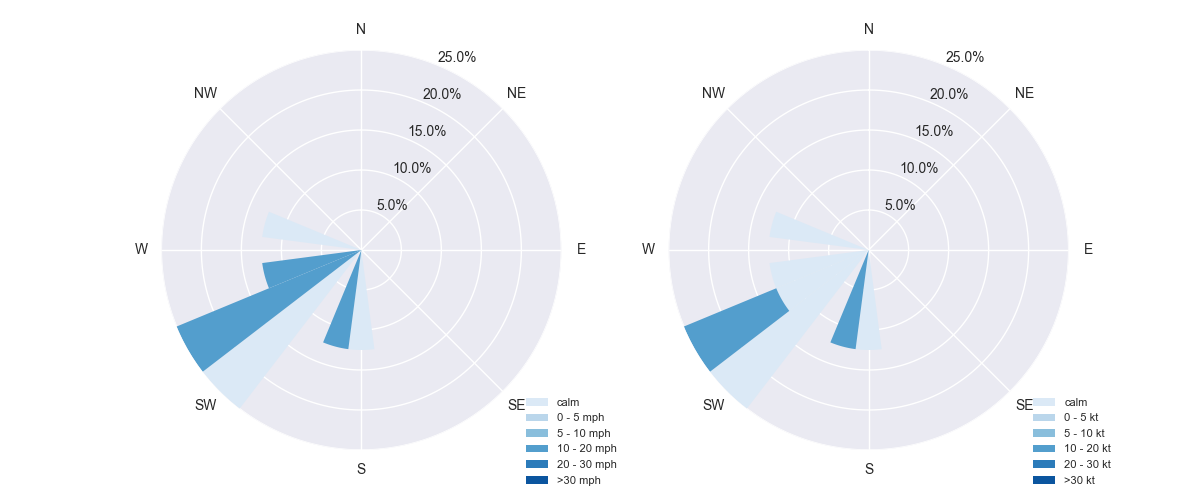 N
25.0%
NW
NE
20.0%
15.0%
10.0%
5.0%
W
E
SW
SE
S
calm
0 - 5 mph
5 - 10 mph
10 - 20 mph
20 - 30 mph
>30 mph
N
25.0%
NW
NE
20.0%
15.0%
10.0%
5.0%
W
E
SW
SE
S
calm
0 - 5 kt
5 - 10 kt
10 - 20 kt
20 - 30 kt
>30 kt